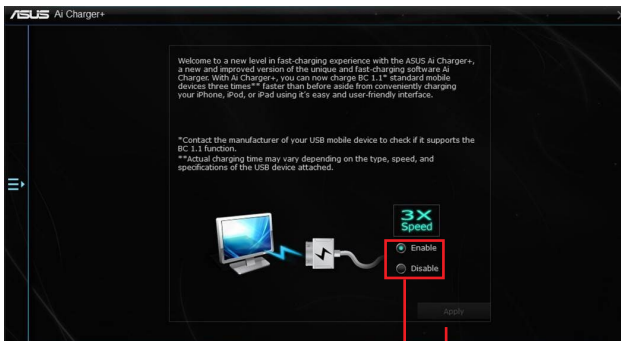 ASUS Ai Charger+
Welcome to a new level in fast-charging experience with the ASUS Ai Charger+,
a new and improved version of the unique and fast-charging software Ai
Charger. With Ai Charger+, you can now charge BC 1.1* standard mobile
devices three times** faster than before aside from conveniently charging
your iPhone, iPod, or iPad using it's easy and user-friendly interface.
*Contact the manufacturer of your USB mobile device to check if it supports the
BC 1.1 function.
**Actual charging time may vary depending on the type, speed, and
specifications of the USB device attached.
3X
Speed
Enable
Disable
Apply